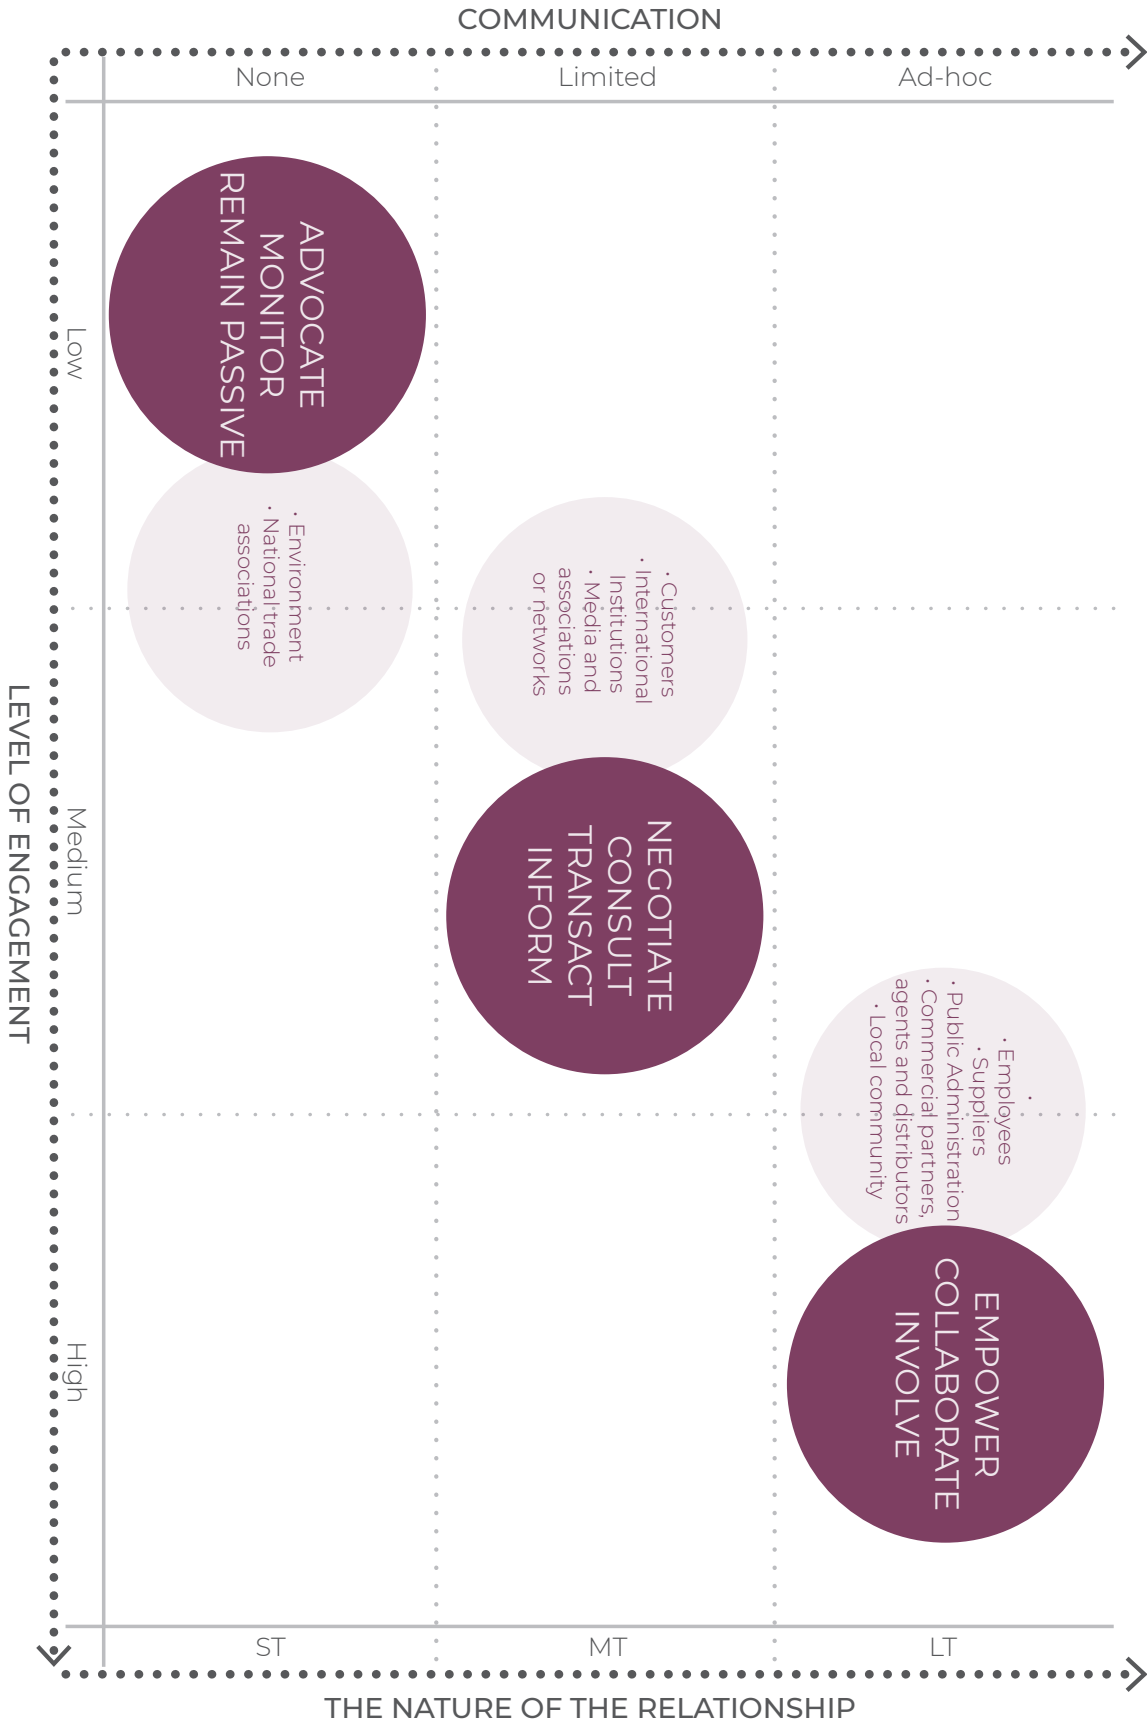 COMMUNICATION
None
Limited
Ad-hoc
LEVEL OF ENGAGEMENT
Low
Medium
High
ADVOCATE
MONITOR
REMAIN PASSIVE
· Environment
· National trade
associations
· Customers
· International
Institutions
· Media and
associations
or networks
NEGOTIATE
CONSULT
TRANSACT
INFORM
·
· Employees
· Suppliers
· Public Administration
· Commercial partners,
agents and distributors
· Local community
EMPOWER
COLLABORATE
INVOLVE
ST
MT
LT
THE NATURE OF THE RELATIONSHIP